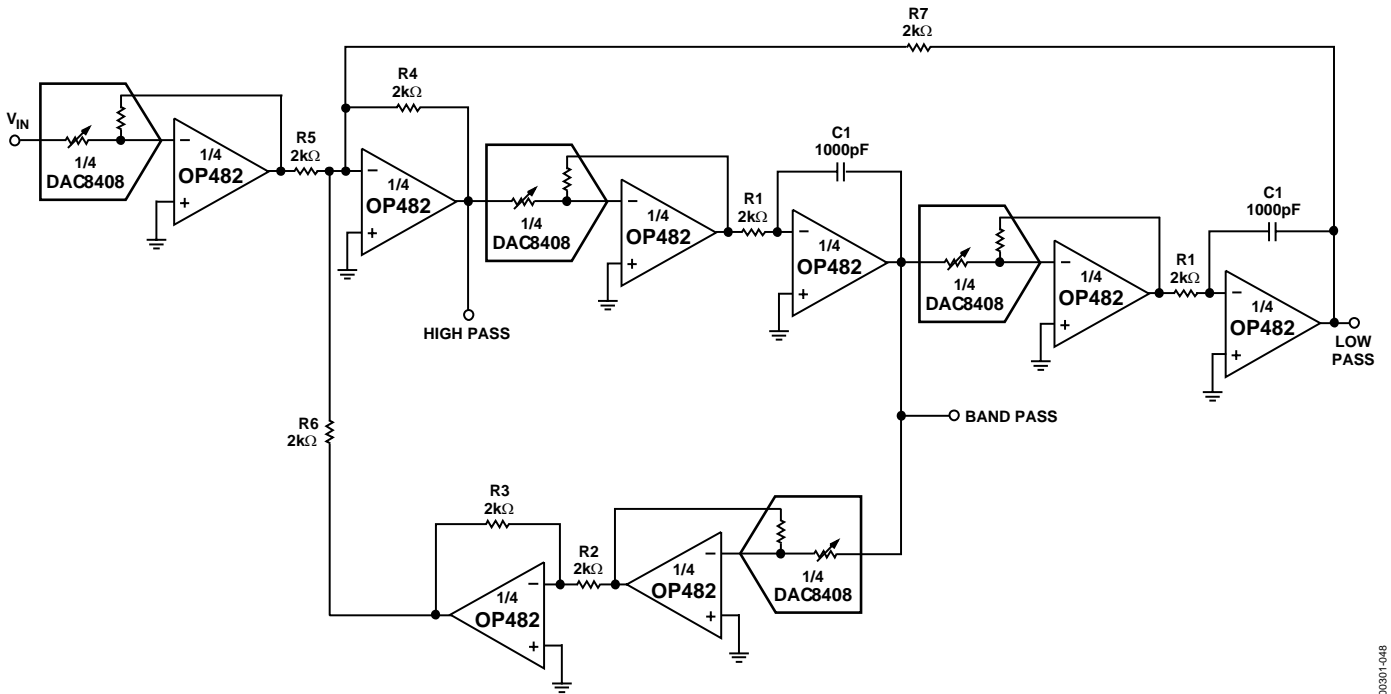 R7
2kΩ
R4
2kΩ
VIN
1/4
DAC8408
–
+
1/4
OP482
R5
2kΩ
–
+
1/4
OP482
HIGH PASS
1/4
DAC8408
–
+
1/4
OP482
R1
2kΩ
C1
1000pF
–
+
1/4
OP482
1/4
DAC8408
–
+
1/4
OP482
R1
2kΩ
C1
1000pF
–
+
1/4
OP482
LOW
PASS
BAND PASS
R6
2kΩ
R3
2kΩ
–
+
1/4
OP482
R2
2kΩ
–
+
1/4
OP482
1/4
DAC8408
00301-048